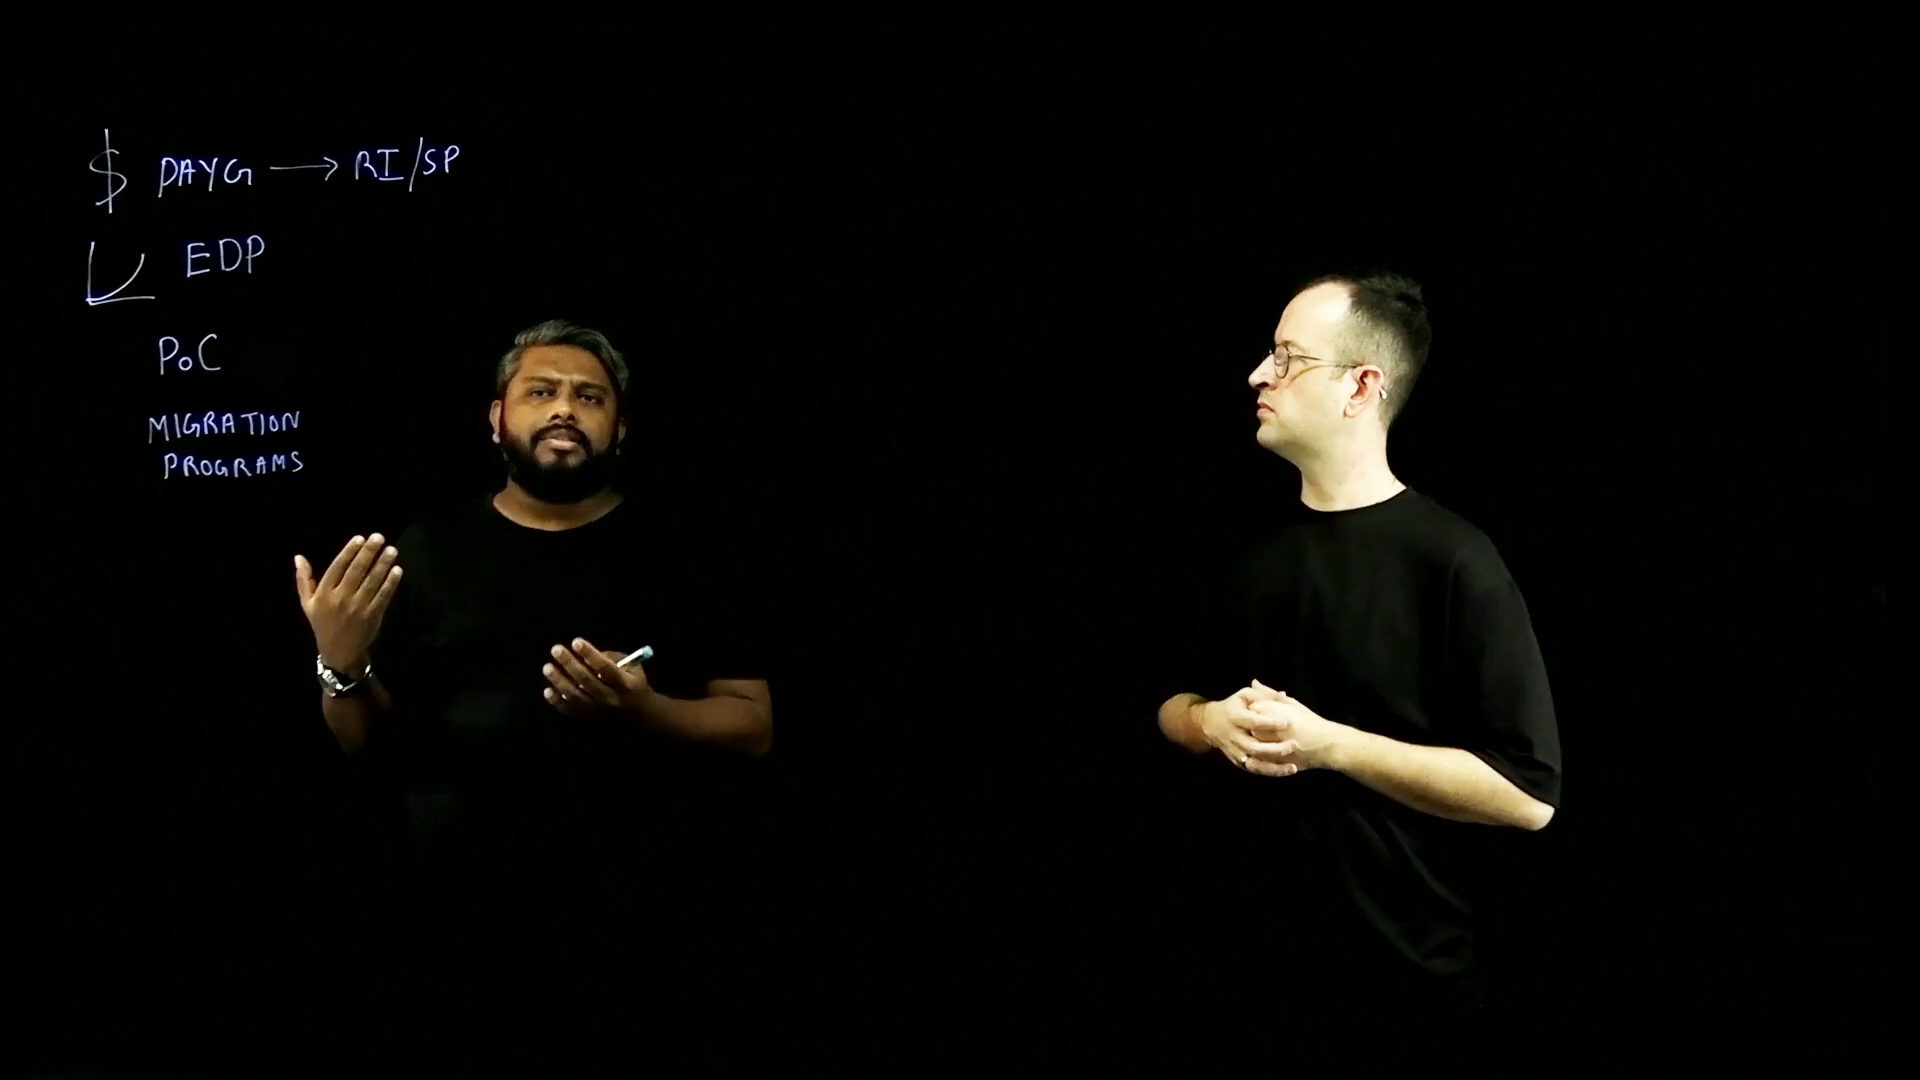 $ PAYG → RI/SP
EDP
PoC
MIGRATION
PROGRAMS